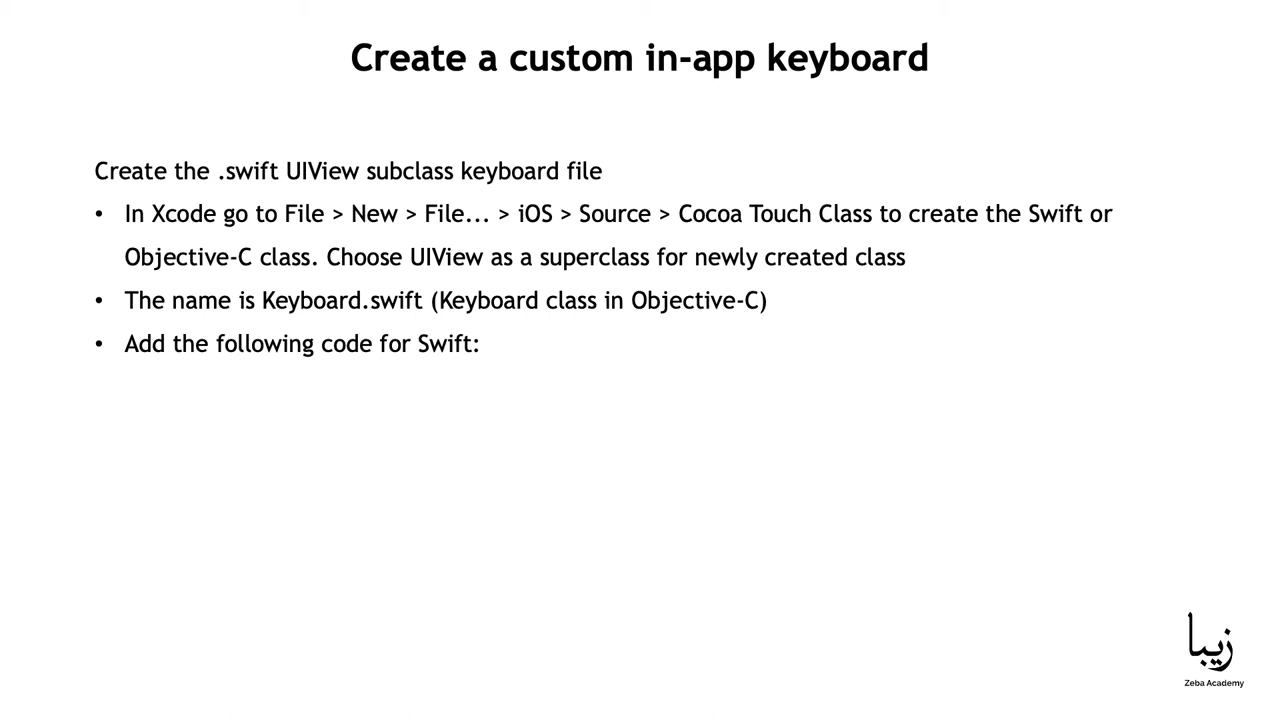 Create a custom in-app keyboard
Create the .swift UIView subclass keyboard file
• In Xcode go to File > New > File... > iOS > Source > Cocoa Touch Class to create the Swift or
Objective-C class. Choose UIView as a superclass for newly created class
• The name is Keyboard.swift (Keyboard class in Objective-C)
• Add the following code for Swift:
زیبا
Zeba Academy